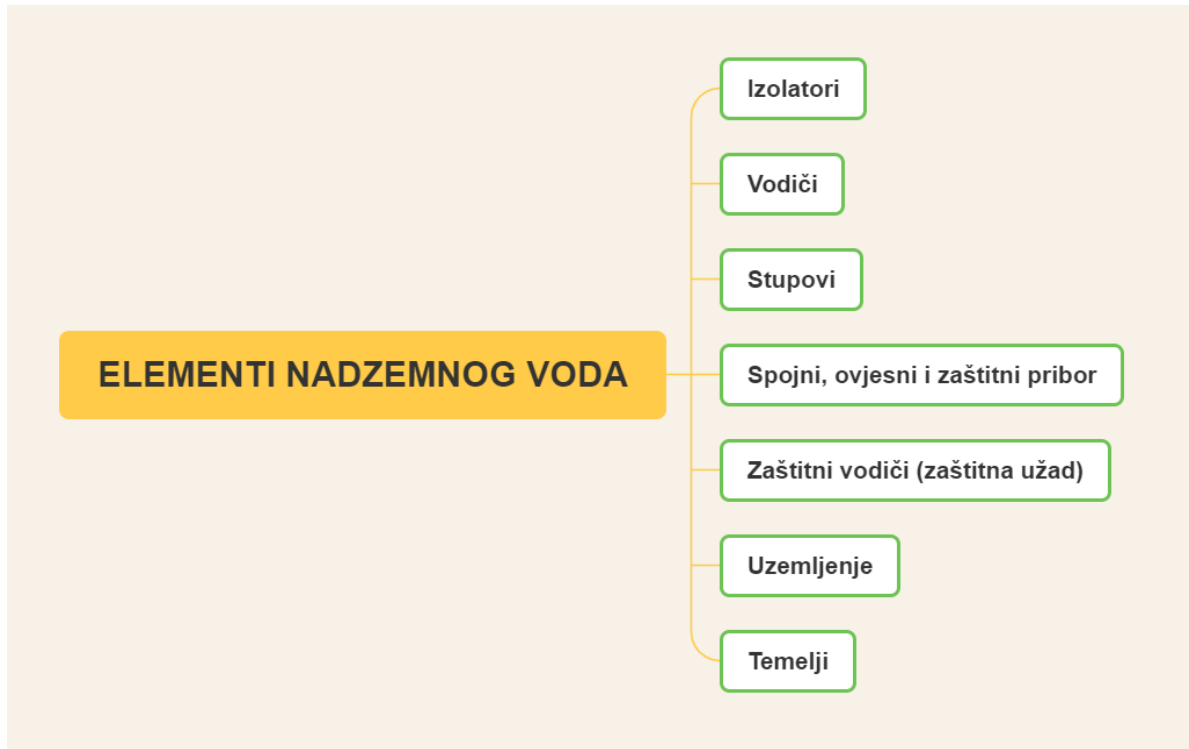 ELEMENTI NADZEMNOG VODA
Izolatori
Vodiči
Stupovi
Spojni, ovjesni i zaštitni pribor
Zaštitni vodiči (zaštitna užad)
Uzemljenje
Temelji